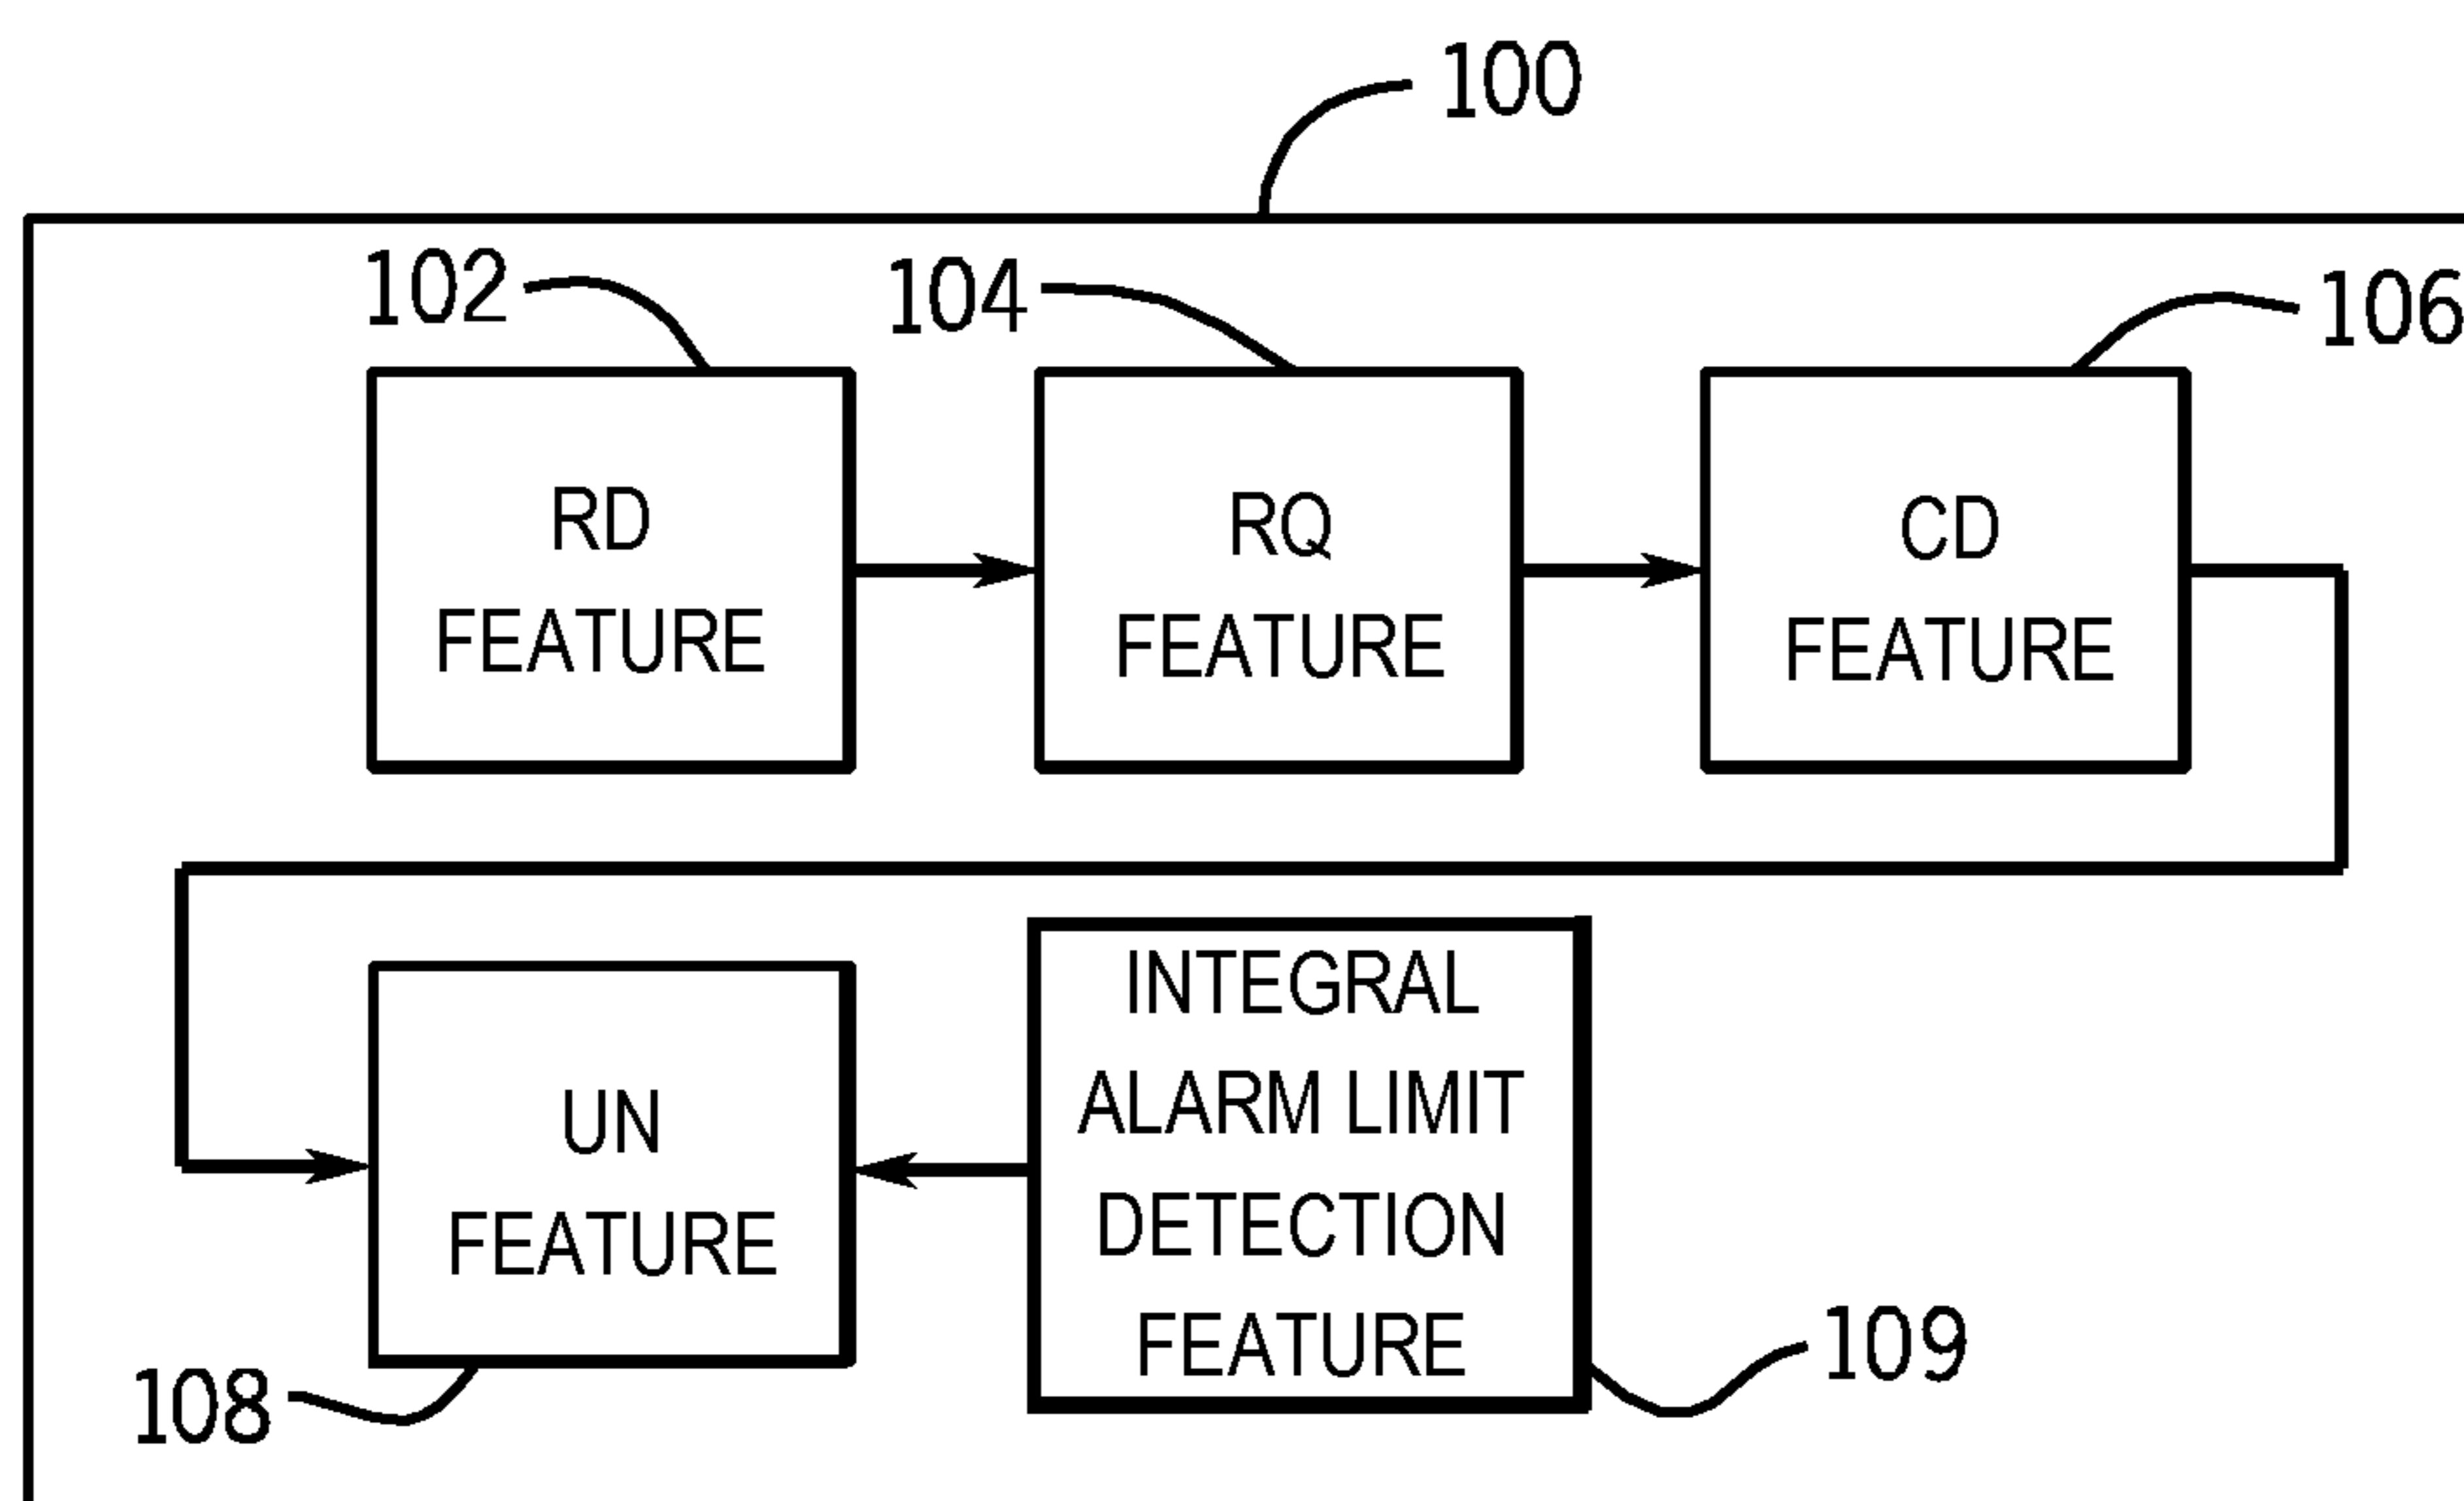 100
102
104
106
RD
FEATURE
RQ
FEATURE
CD
FEATURE
UN
FEATURE
INTEGRAL
ALARM LIMIT
DETECTION
FEATURE
108
109